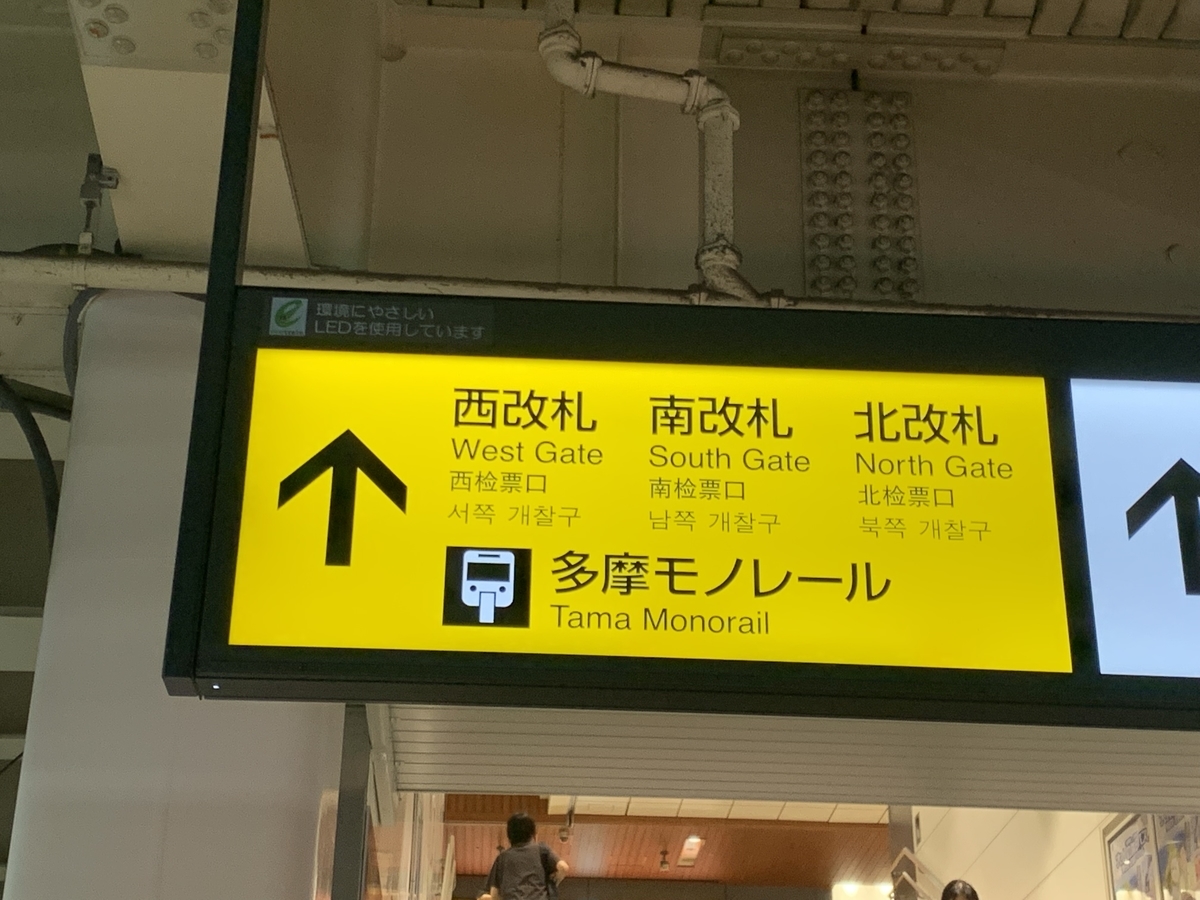 環境にやさしい
LEDを使用しています
西改札 南改札 北改札
West Gate South Gate North Gate
西检票口 南检票口 北检票口
서쪽 개찰구 남쪽 개찰구 북쪽 개찰구
多摩モノレール
Tama Monorail